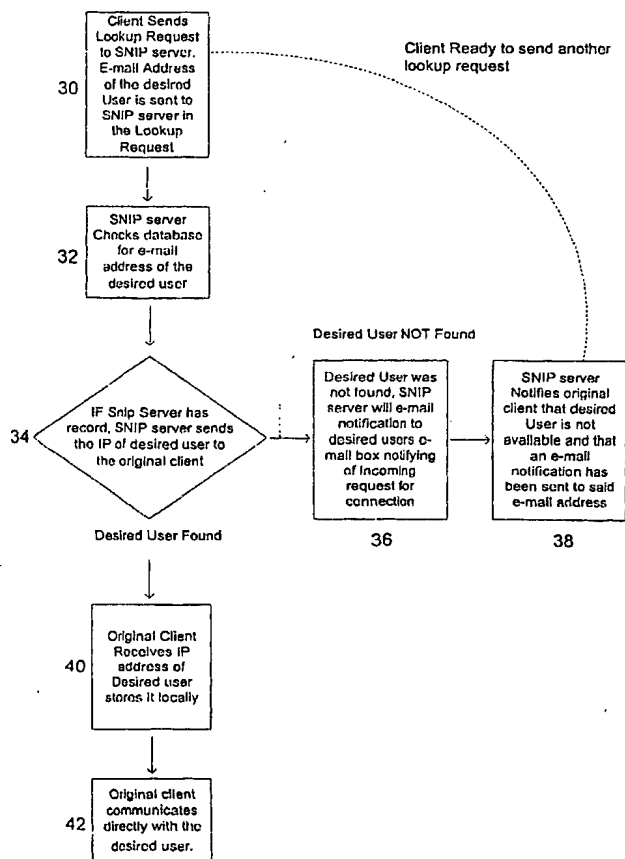 Client Sends
Lookup Request
to SNIP server.
E-mail Address
of the desired
User is sent to
SNIP server in
the Lookup
Request
30
Client Ready to send another
lookup request
SNIP server
Checks database
for e-mail
address of the
desired user
32
Desired User NOT Found
IF Snip Server has
record, SNIP server sends
the IP of desired user to
the original client
34
Desired User was
not found, SNIP
server will e-mail
notification to
desired users e-
mail box notifying
of incoming
request for
connection
36
SNIP server
Notifies original
client that desired
User is not
available and that
an e-mail
notification has
been sent to said
e-mail address
38
Desired User Found
Original Client
Receives IP
address of
Desired user
stores it locally
40
Original client
communicates
directly with the
desired user.
42